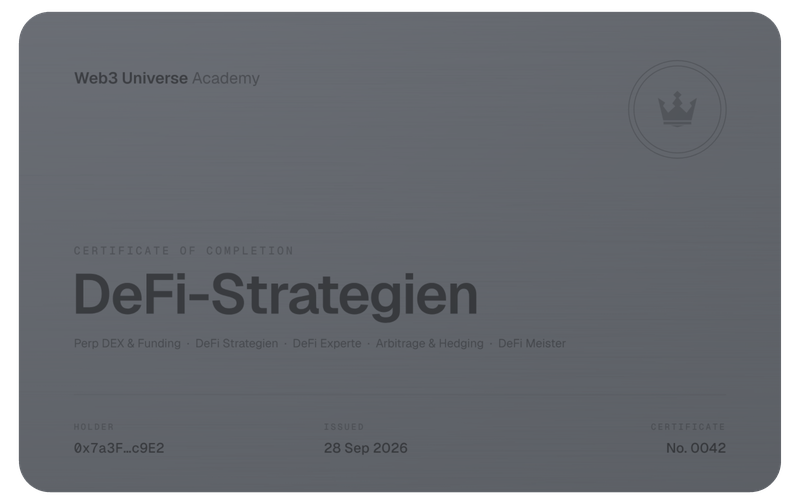 Web3 Universe Academy
CERTIFICATE OF COMPLETION
DeFi-Strategien
Perp DEX & Funding · DeFi Strategien · DeFi Experte · Arbitrage & Hedging · DeFi Meister
HOLDER ISSUED CERTIFICATE
0x7a3F…c9E2 28 Sep 2026 No. 0042